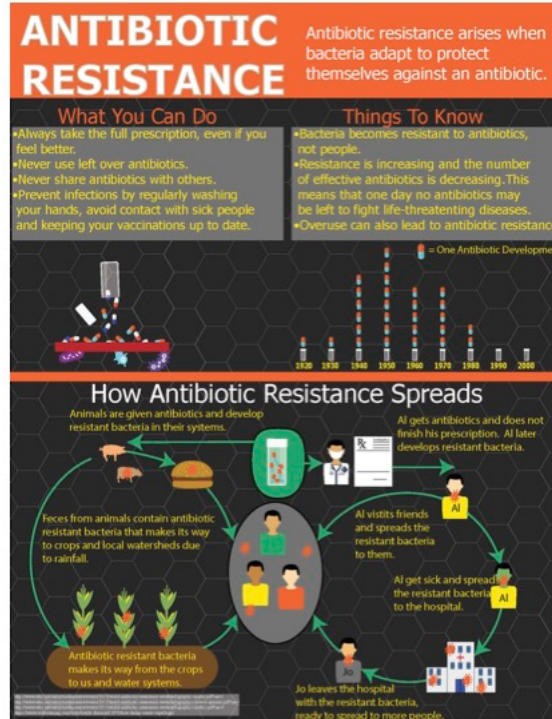 ANTIBIOTIC
RESISTANCE
Antibiotic resistance arises when
bacteria adapt to protect
themselves against an antibiotic.
What You Can Do
•Always take the full prescription, even if you
feel better.
•Never use left over antibiotics.
•Never share antibiotics with others.
•Prevent infections by regularly washing
your hands, avoid contact with sick people
and keeping your vaccinations up to date.
Things To Know
•Bacteria becomes resistant to antibiotics,
not people.
•Resistance is increasing and the number
of effective antibiotics is decreasing.This
means that one day no antibiotics may
be left to fight life-threatenting diseases.
•Overuse can also lead to antibiotic resistance
= One Antibiotic Developme
1920 1930 1940 1950 1960 1970 1980 1990 2000
How Antibiotic Resistance Spreads
Animals are given antibiotics and develop
resistant bacteria in their systems.
Rx
Al gets antibiotics and does not
finish his prescription. Al later
develops resistant bacteria.
Al
Feces from animals contain antibiotic
resistant bacteria that makes its way
to crops and local watersheds due
to rainfall.
Al vistits friends
and spreads the
resistant bacteria
to them.
Al get sick and spreads
the resistant bacteria
to the hospital.
Al
Antibiotic resistant bacteria
makes its way from the crops
to us and water systems.
Jo
Jo leaves the hospital
with the resistant bacteria,
ready to spread to more people.